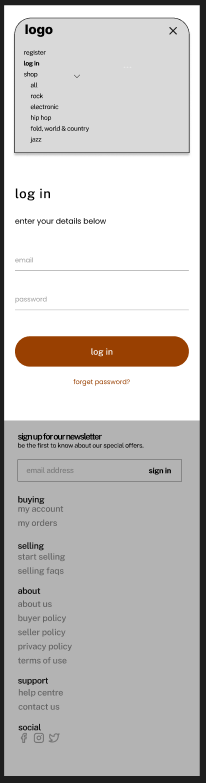 logo
register
log in
shop
all
rock
electronic
hip hop
fold, world & country
jazz
log in
enter your details below
email
password
log in
forget password?
sign up for our newsletter
be the first to know about our special offers.
email address sign in
buying
my account
my orders
selling
start selling
selling faqs
about
about us
buyer policy
seller policy
privacy policy
terms of use
support
help centre
contact us
social